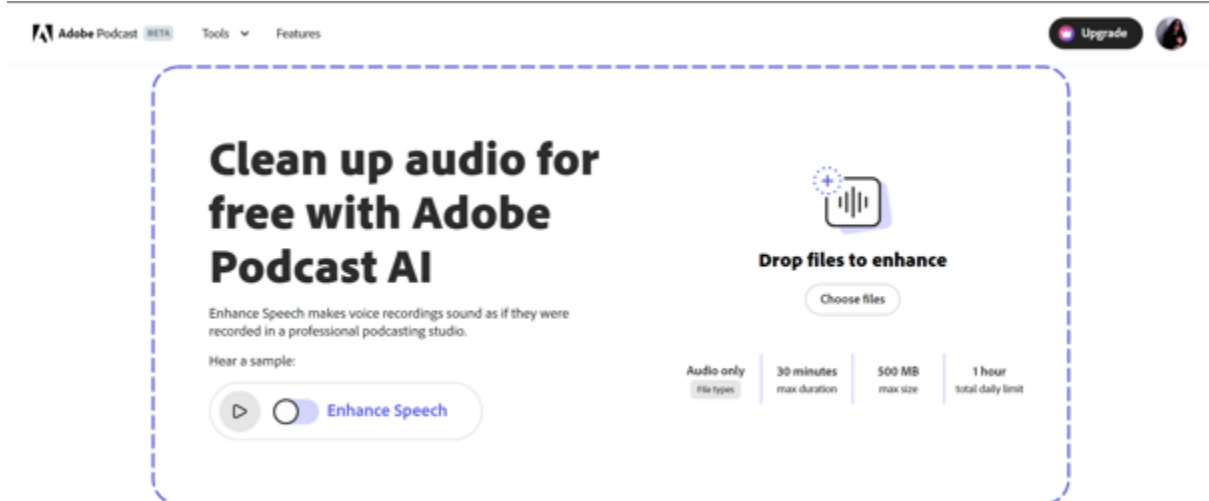 Adobe Podcast BETA
Tools
Features
Upgrade
Clean up audio for
free with Adobe
Podcast AI
Enhance Speech makes voice recordings sound as if they were
recorded in a professional podcasting studio.
Hear a sample:
Enhance Speech
Drop files to enhance
Choose files
Audio only
File types
30 minutes
max duration
500 MB
max size
1 hour
total daily limit